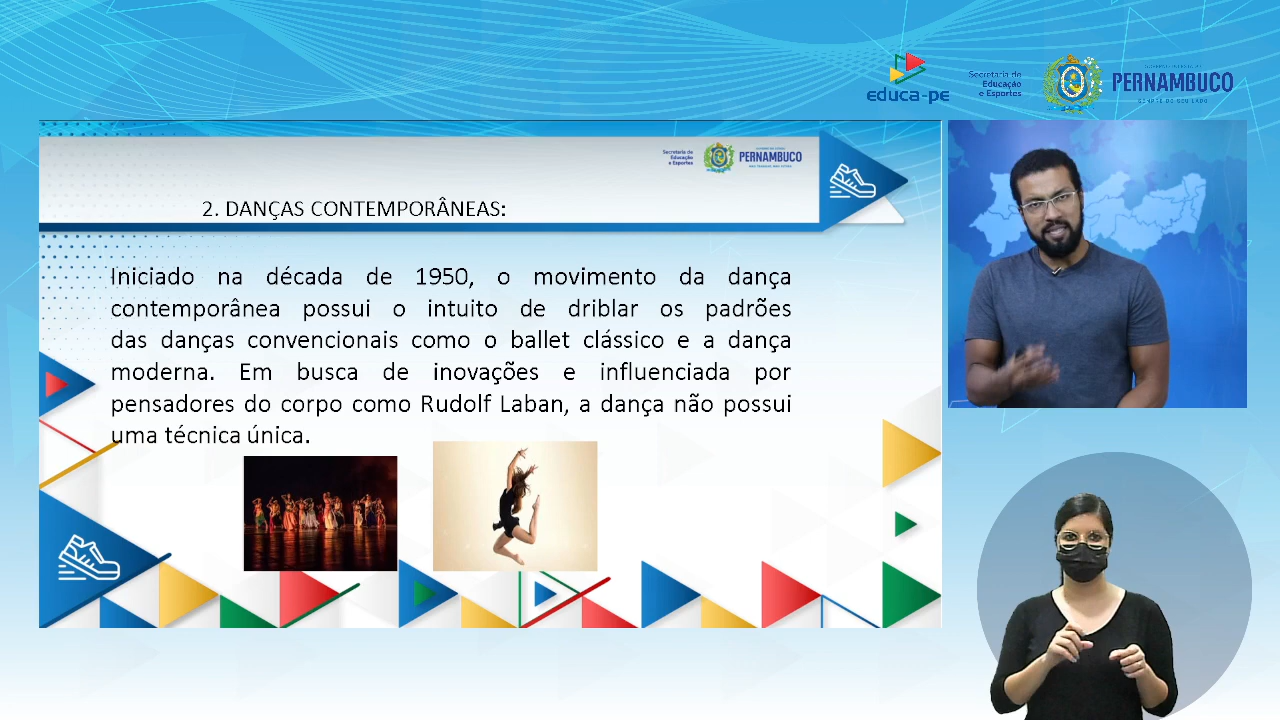 Secretaria de
Educação
e Esportes
educa-pe
PERNAMBUCO
Secretaria de
Educação
e Esportes
PERNAMBUCO
2. DANÇAS CONTEMPORÂNEAS:
Iniciado na década de 1950, o movimento da dança
contemporânea possui o intuito de driblar os padrões
das danças convencionais como o ballet clássico e a dança
moderna. Em busca de inovações e influenciada por
pensadores do corpo como Rudolf Laban, a dança não possui
uma técnica única.